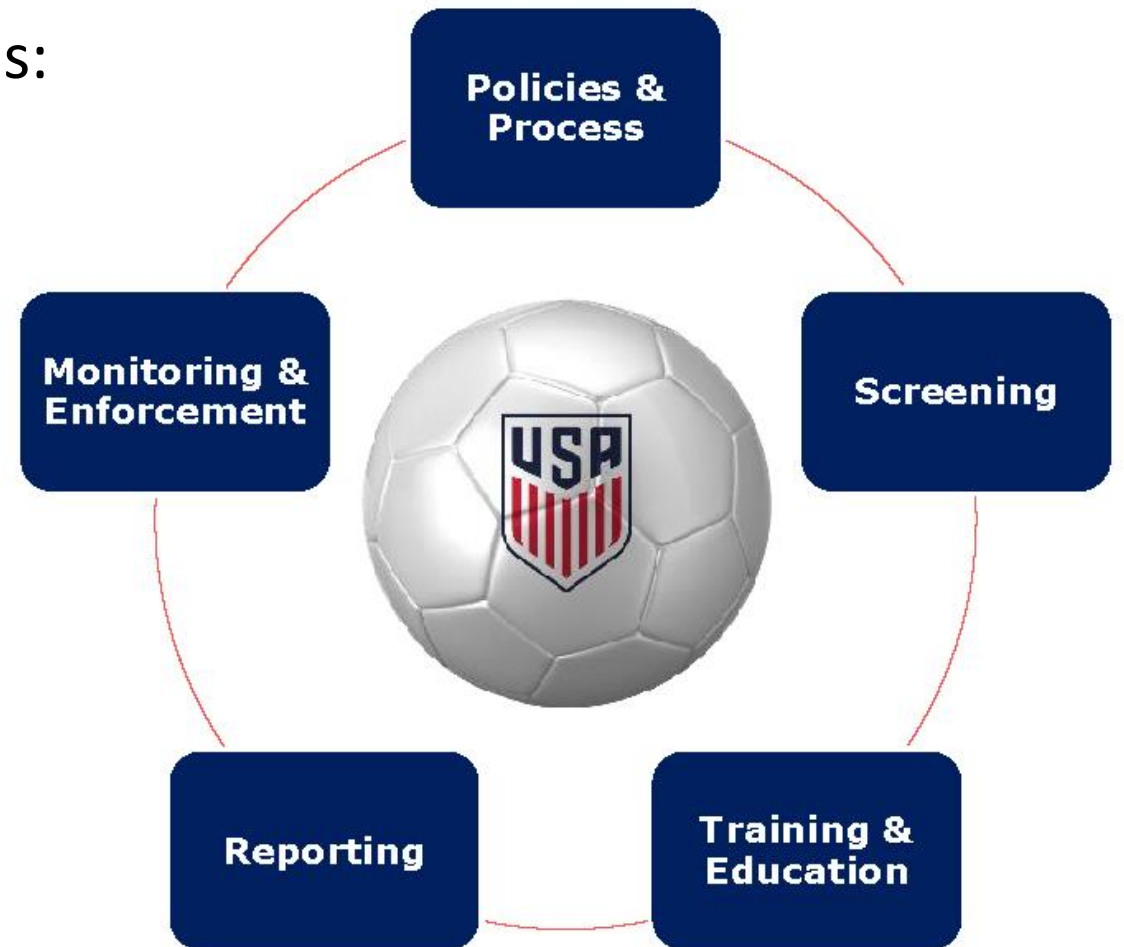 s:
Policies &
Process
Screening
Training &
Education
Reporting
Monitoring &
Enforcement
USA